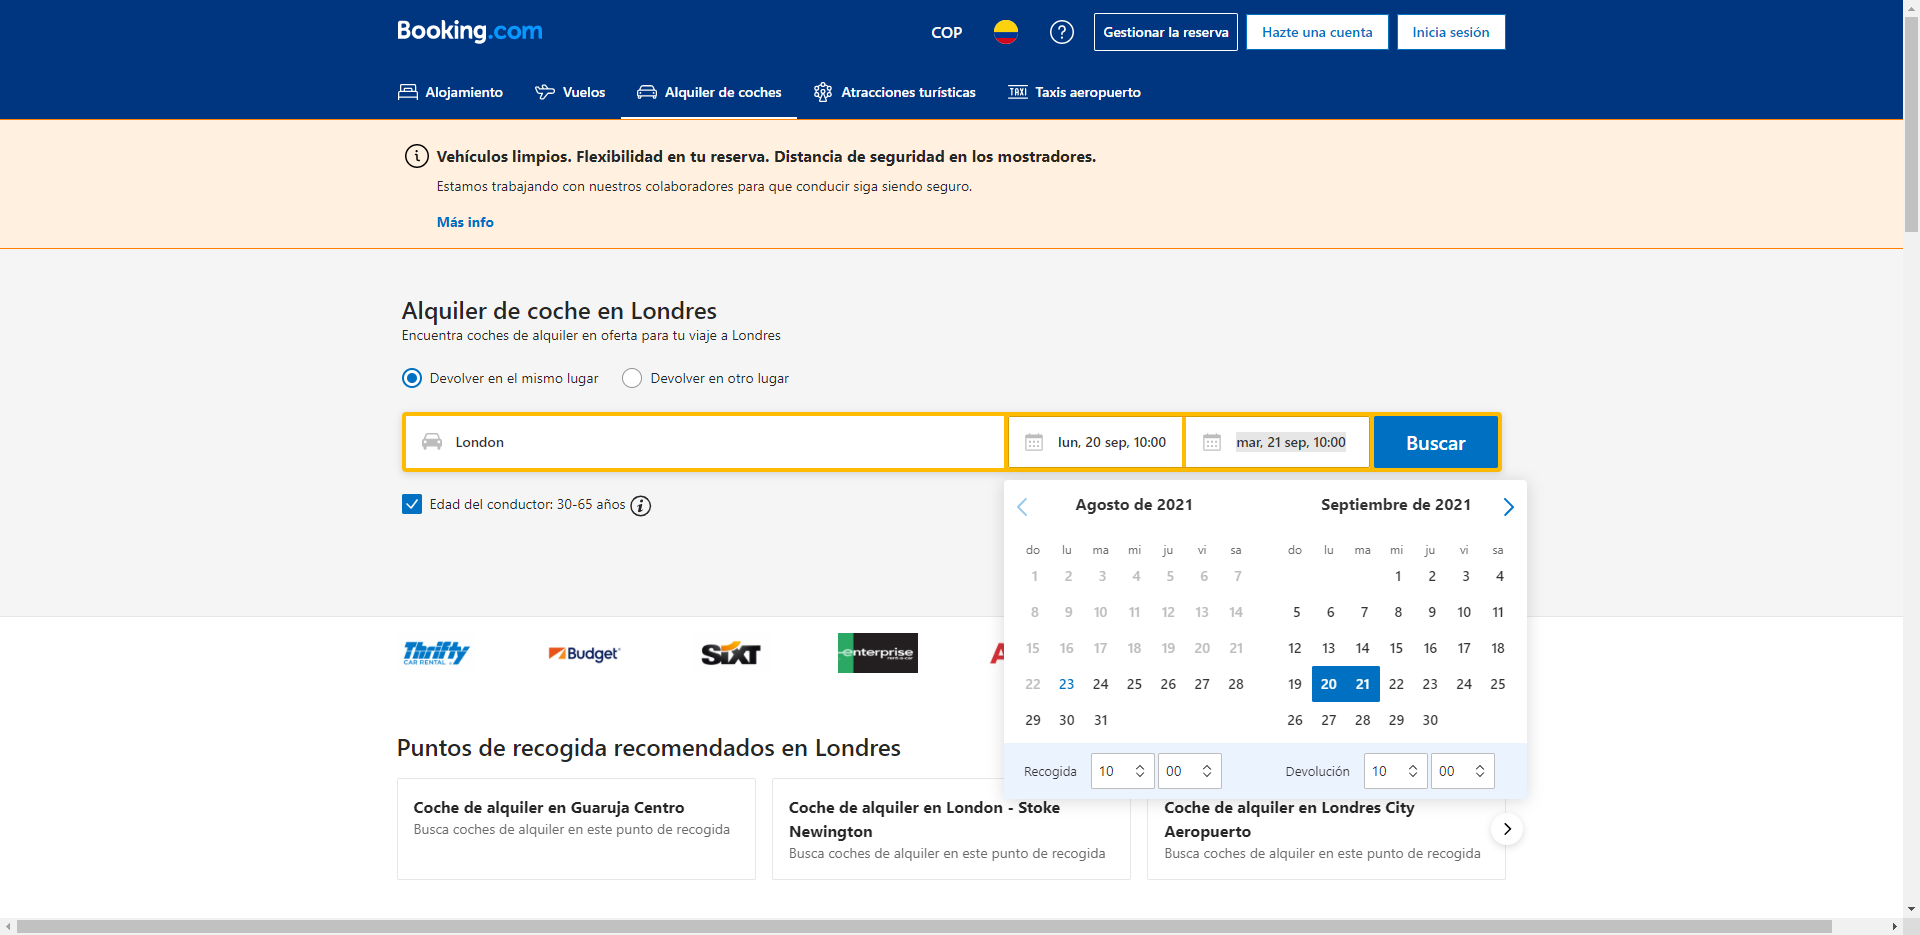 Booking.com
COP
Gestionar la reserva
Hazte una cuenta
Inicia sesión
Alojamiento
Vuelos
Alquiler de coches
Atracciones turísticas
TAXI Taxis aeropuerto
Vehículos limpios. Flexibilidad en tu reserva. Distancia de seguridad en los mostradores.
Estamos trabajando con nuestros colaboradores para que conducir siga siendo seguro.
Más info
Alquiler de coche en Londres
Encuentra coches de alquiler en oferta para tu viaje a Londres
Devolver en el mismo lugar
Devolver en otro lugar
London
lun, 20 sep, 10:00
mar, 21 sep, 10:00
Buscar
Edad del conductor: 30-65 años
Agosto de 2021
do lu ma mi ju vi sa
1 2 3 4 5 6 7
8 9 10 11 12 13 14
15 16 17 18 19 20 21
22 23 24 25 26 27 28
29 30 31
Septiembre de 2021
do lu ma mi ju vi sa
1 2 3 4
5 6 7 8 9 10 11
12 13 14 15 16 17 18
19 20 21 22 23 24 25
26 27 28 29 30
Recogida 10 00
Devolución 10 00
Thrifty
CAR RENTAL
Budget
SIXT
enterprise
rent-a-car
A
Puntos de recogida recomendados en Londres
Coche de alquiler en Guaruja Centro
Busca coches de alquiler en este punto de recogida
Coche de alquiler en London - Stoke
Newington
Busca coches de alquiler en este punto de recogida
Coche de alquiler en Londres City
Aeropuerto
Busca coches de alquiler en este punto de recogida